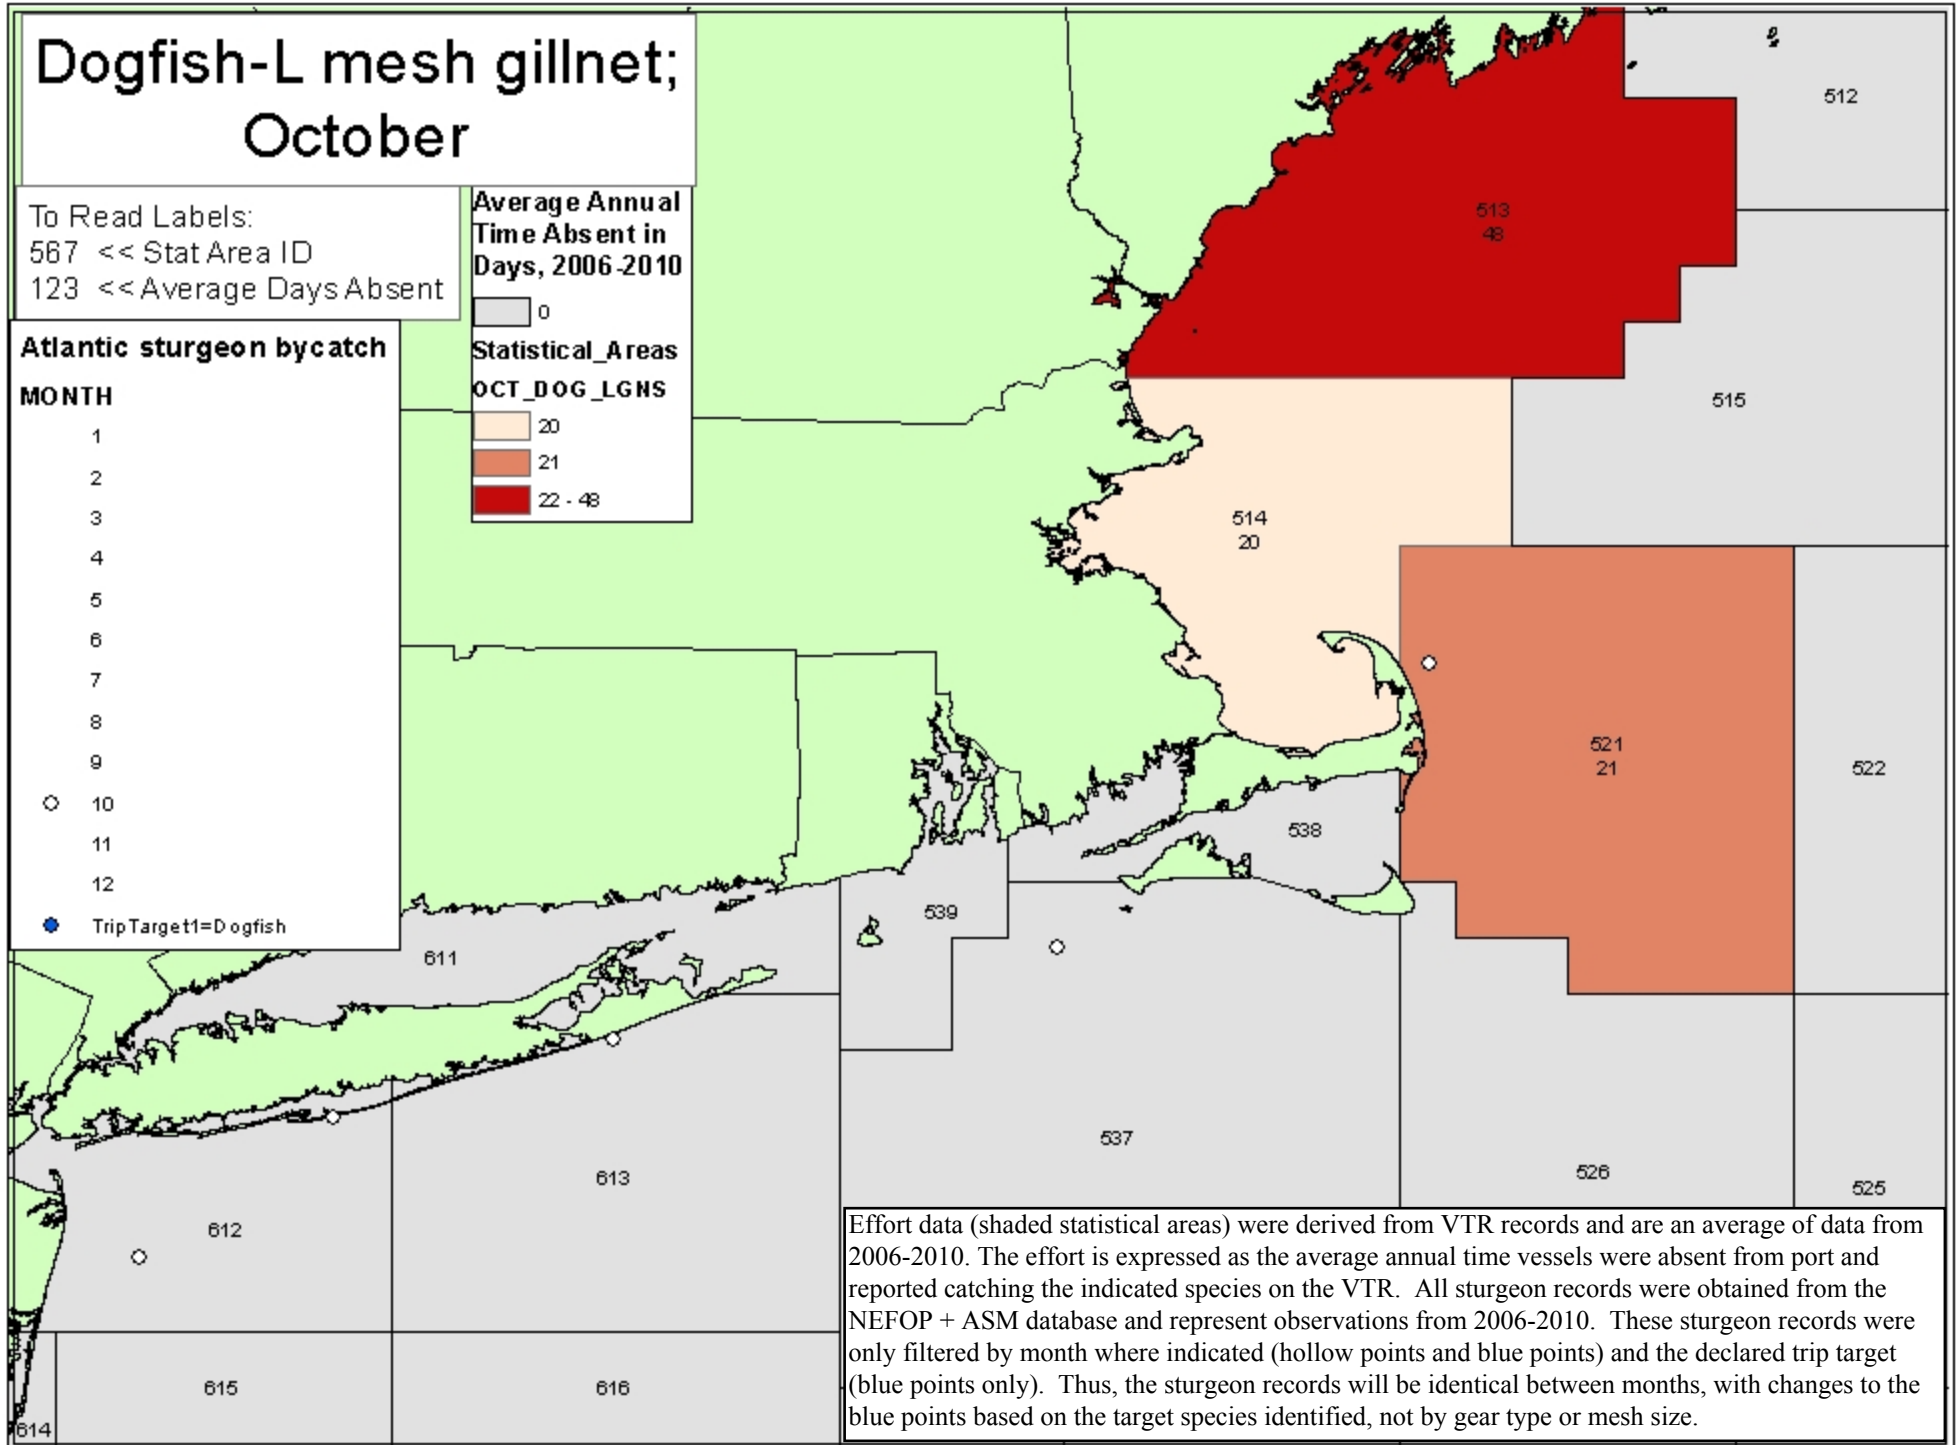 Dogfish-L mesh gillnet;
October
To Read Labels:
567 << Stat Area ID
123 << Average Days Absent
Average Annual
Time Absent in
Days, 2006-2010
0
Statistical_Areas
OCT_DOG_LGNS
20
21
22 - 48
Atlantic sturgeon bycatch
MONTH
1
2
3
4
5
6
7
8
9
10
11
12
TripTarget1=Dogfish
512
513
48
515
514
20
521
21
522
538
539
611
537
526
525
613
612
615
616
614
Effort data (shaded statistical areas) were derived from VTR records and are an average of data from
2006-2010. The effort is expressed as the average annual time vessels were absent from port and
reported catching the indicated species on the VTR. All sturgeon records were obtained from the
NEFOP + ASM database and represent observations from 2006-2010. These sturgeon records were
only filtered by month where indicated (hollow points and blue points) and the declared trip target
(blue points only). Thus, the sturgeon records will be identical between months, with changes to the
blue points based on the target species identified, not by gear type or mesh size.